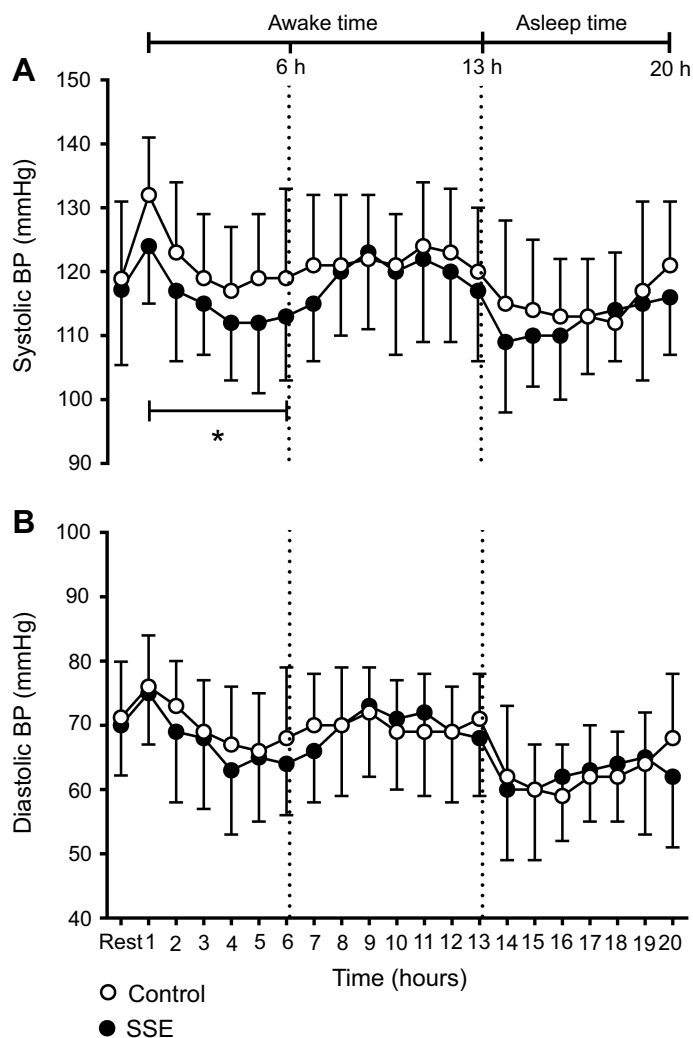 Awake time Asleep time
6 h 13 h 20 h
A
150
140
130
120
110
100
90
Systolic BP (mmHg)
*
B
100
90
80
70
60
50
40
Diastolic BP (mmHg)
Rest 1 2 3 4 5 6 7 8 9 10 11 12 13 14 15 16 17 18 19 20
Time (hours)
Control
SSE